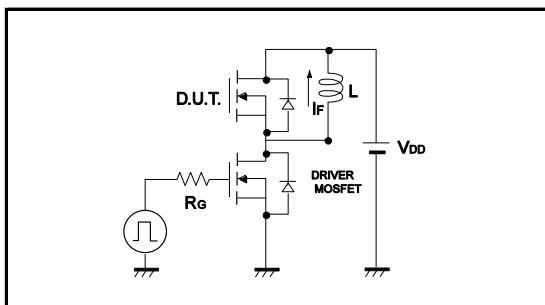 D.U.T.
IF
L
VDD
DRIVER
MOSFET
RG